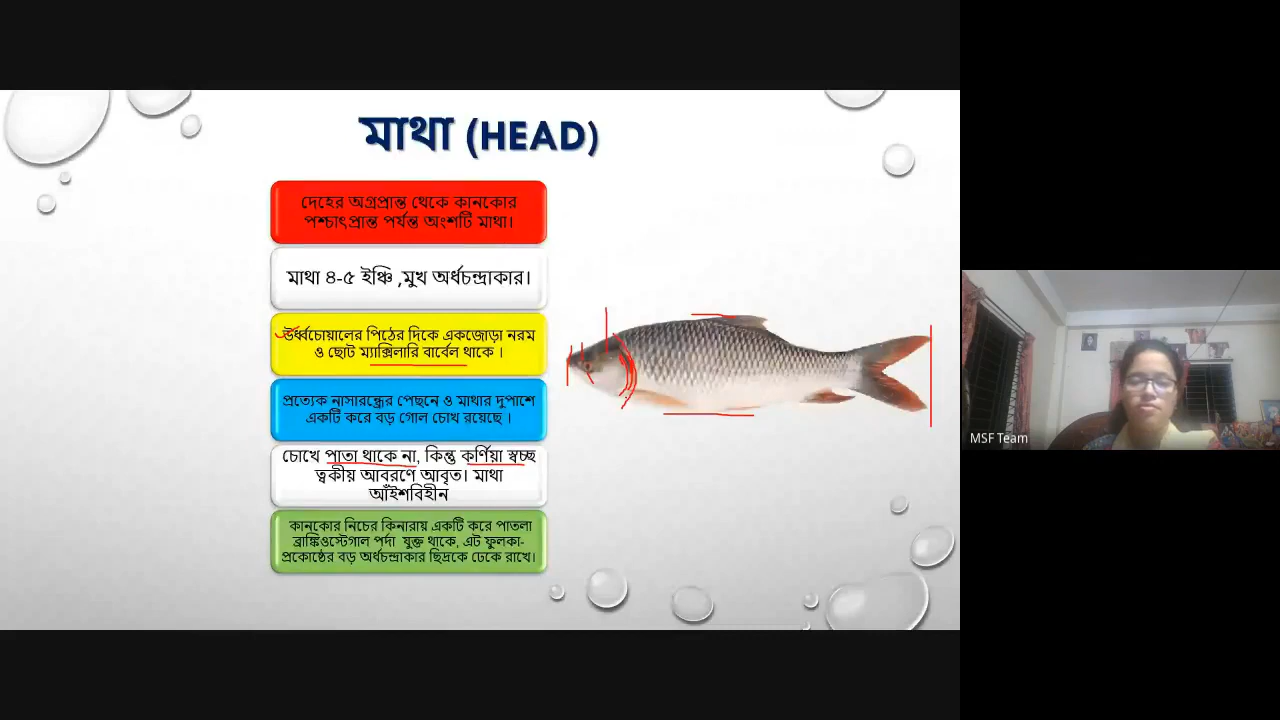 মাথা (HEAD)
দেহের অগ্রপ্রান্ত থেকে কানকোর
পশ্চাৎপ্রান্ত পর্যন্ত অংশটি মাথা।
মাথা ৪-৫ ইঞ্চি ,মুখ অর্ধচন্দ্রাকার।
ঊর্ধ্বচোয়ালের পিঠের দিকে একজোড়া নরম
ও ছোট ম্যাক্সিলারি বার্বেল থাকে ।
প্রত্যেক নাসারন্ধ্রের পেছনে ও মাথার দুপাশে
একটি করে বড় গোল চোখ রয়েছে ।
চোখে পাতা থাকে না, কিন্তু কর্ণিয়া স্বচ্ছ
ত্বকীয় আবরণে আবৃত। মাথা
আঁইশবিহীন
কানকোর নিচের কিনারায় একটি করে পাতলা
ব্রাঙ্কিওস্টেগাল পর্দা যুক্ত থাকে, এট ফুলকা-
প্রকোষ্ঠের বড় অর্ধচন্দ্রাকার ছিদ্রকে ঢেকে রাখে।
MSF Team